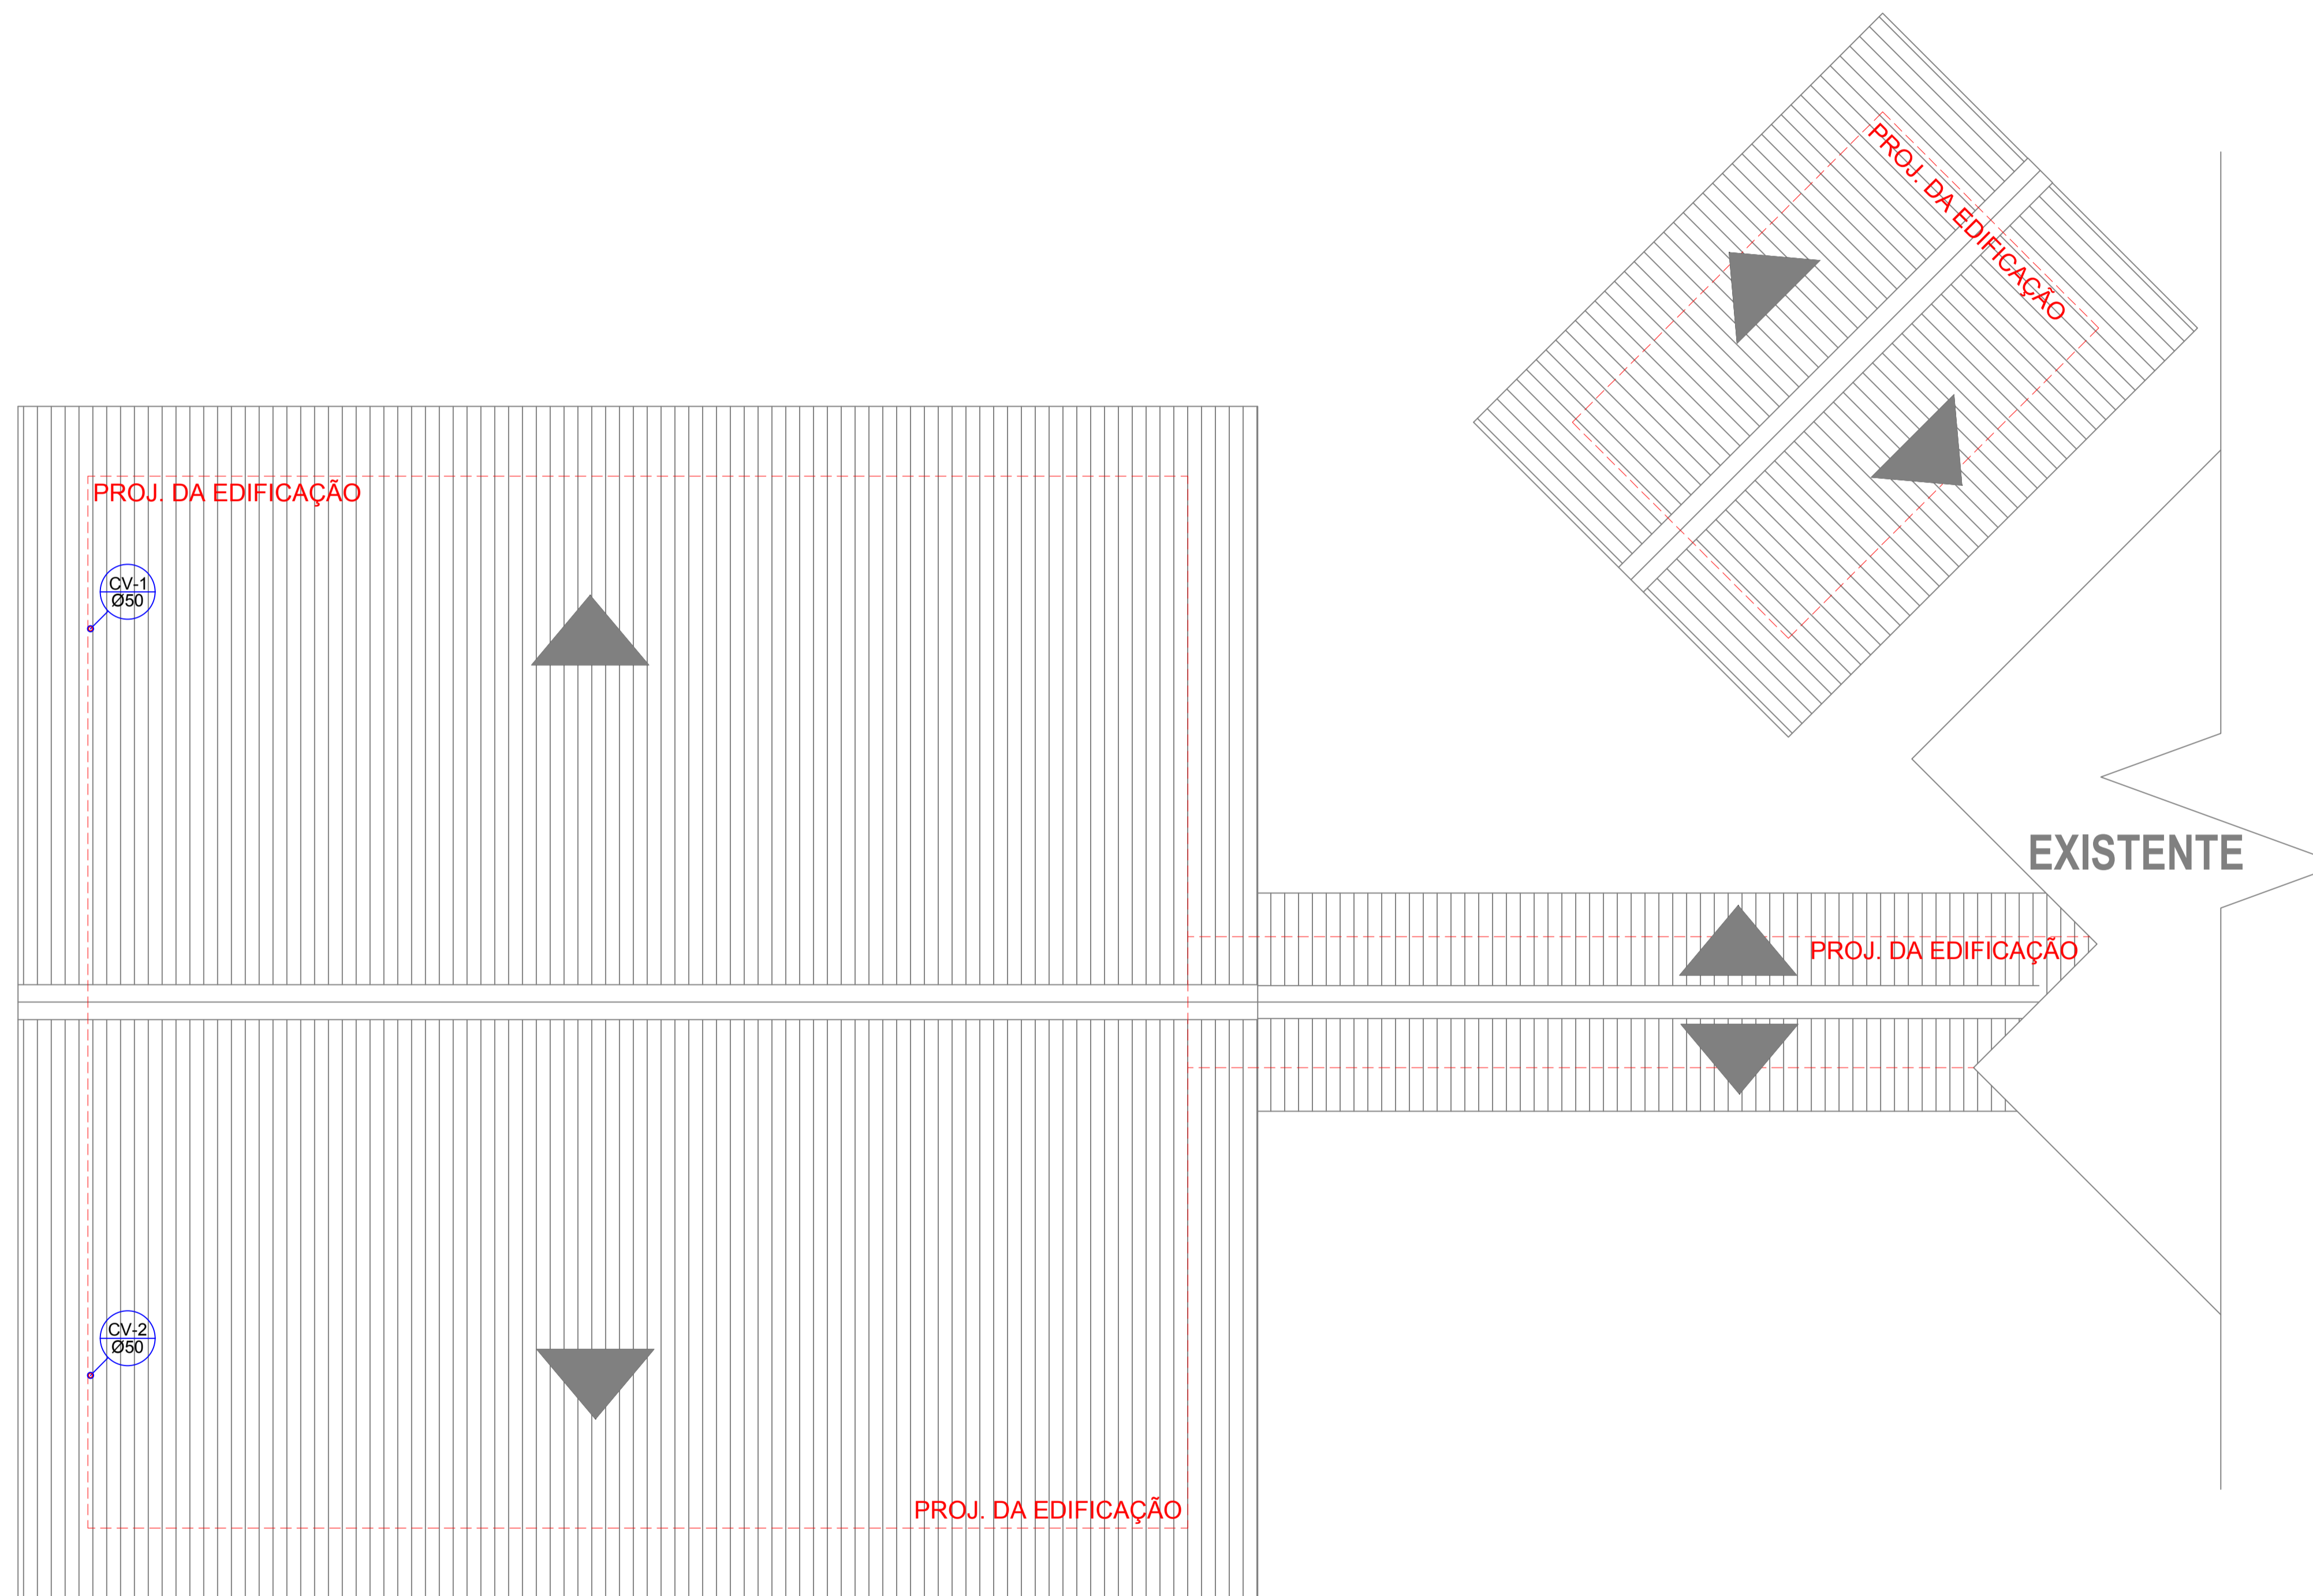 PROJ. DA EDIFICAÇÃO
PROJ. DA EDIFICAÇÃO
CV-1
Ø50
EXISTENTE
PROJ. DA EDIFICAÇÃO
CV-2
Ø50
PROJ. DA EDIFICAÇÃO